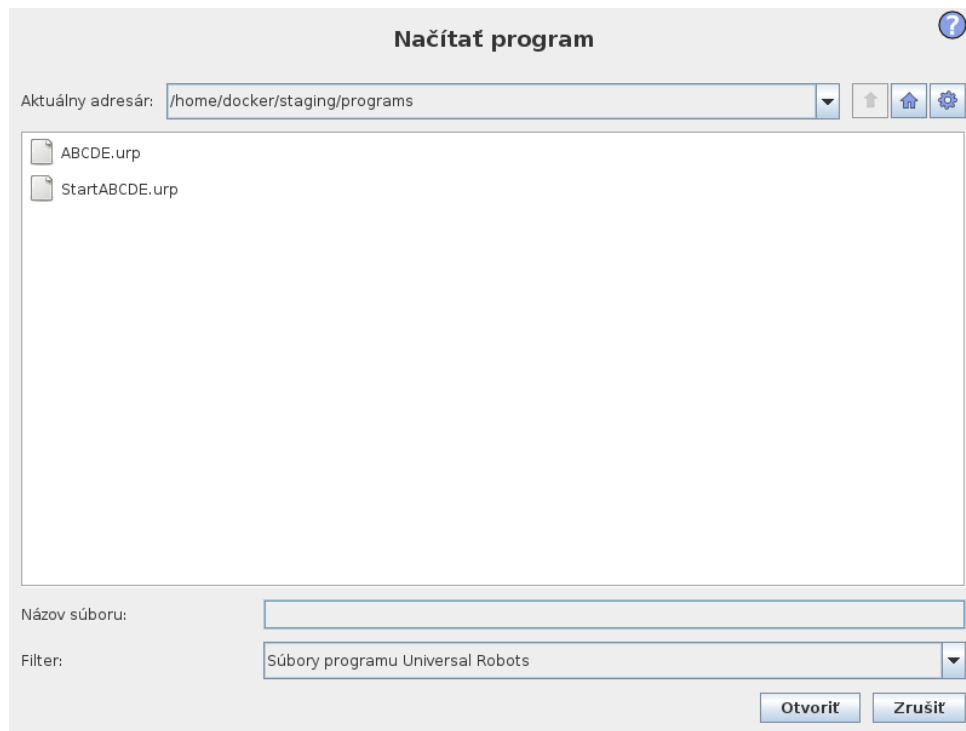 Načítať program
?
Aktuálny adresár: /home/docker/staging/programs
ABCDE.urp
StartABCDE.urp
Názov súboru:
Filter: Súbory programu Universal Robots
Otvoriť Zrušiť